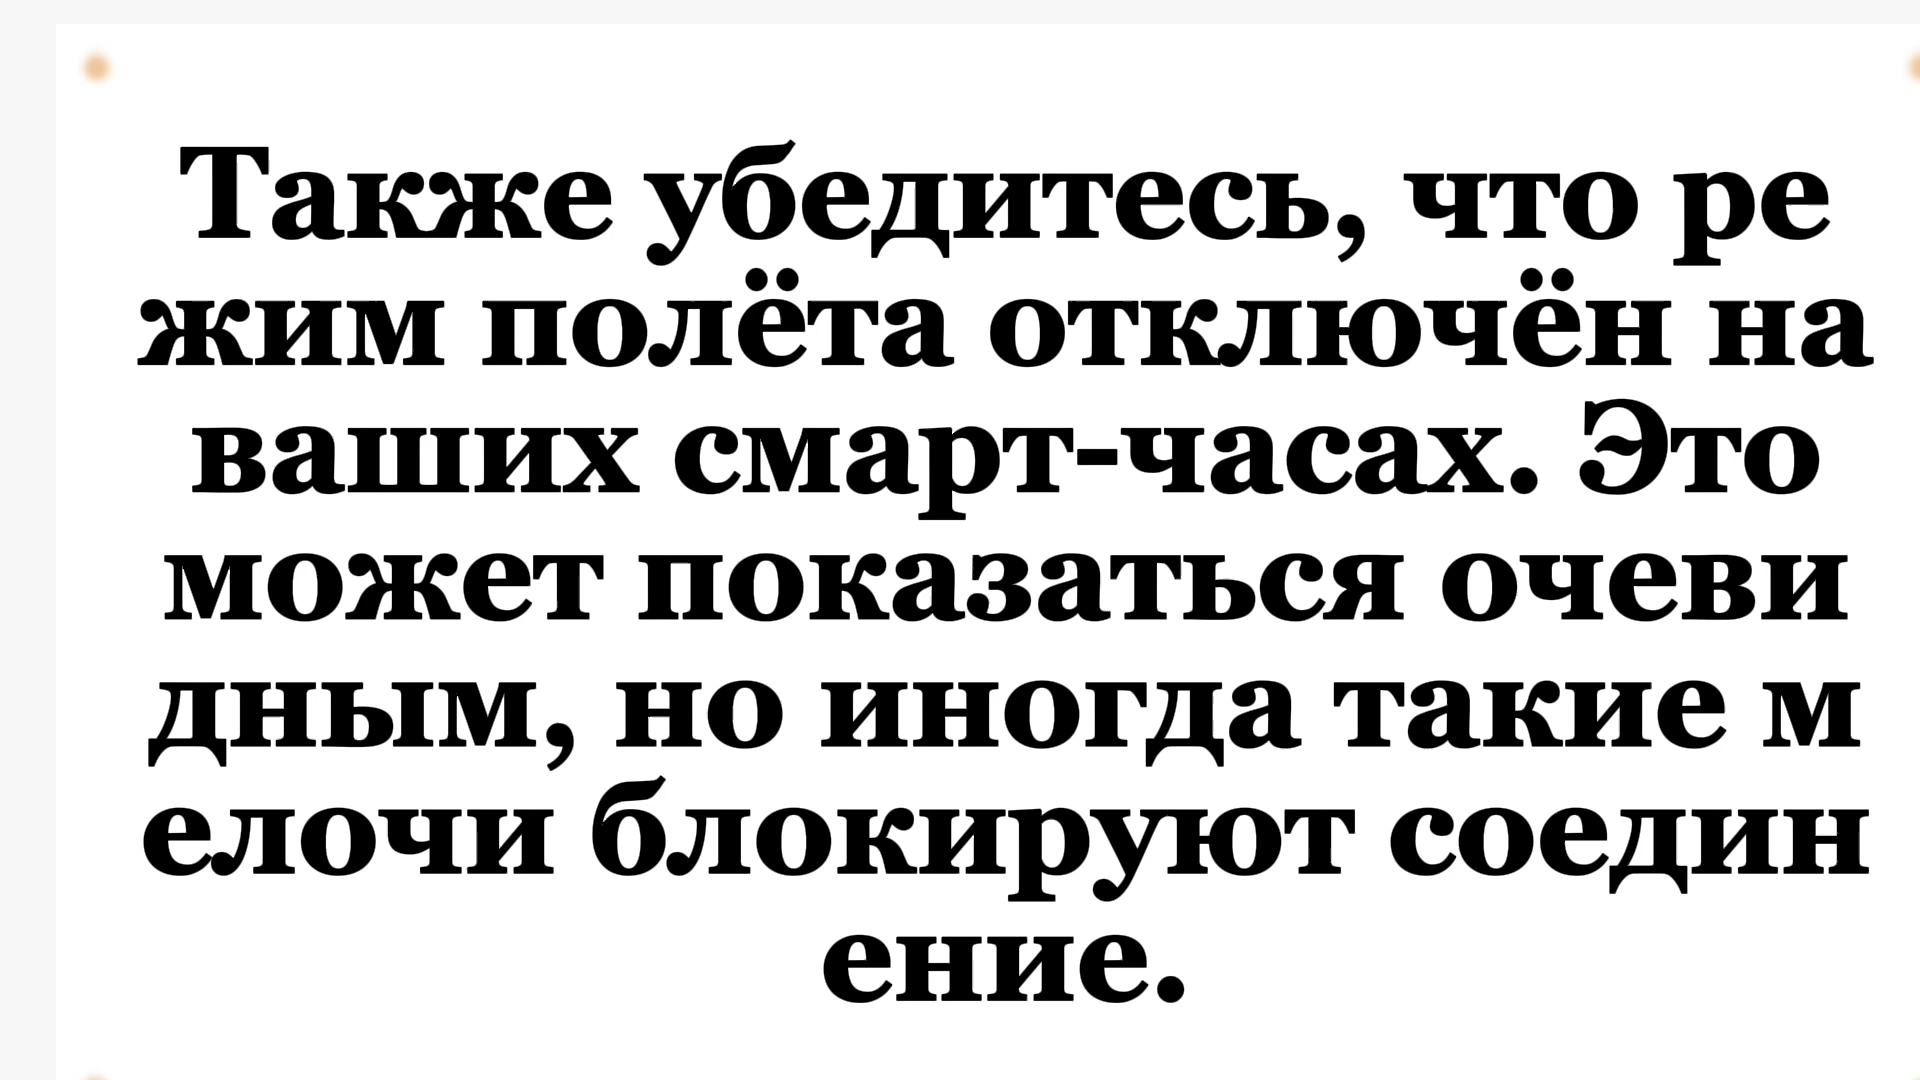 Также убедитесь, что ре
жим полёта отключён на
ваших смарт-часах. Это
может показаться очеви
дным, но иногда такие м
елочи блокируют соедин
ение.